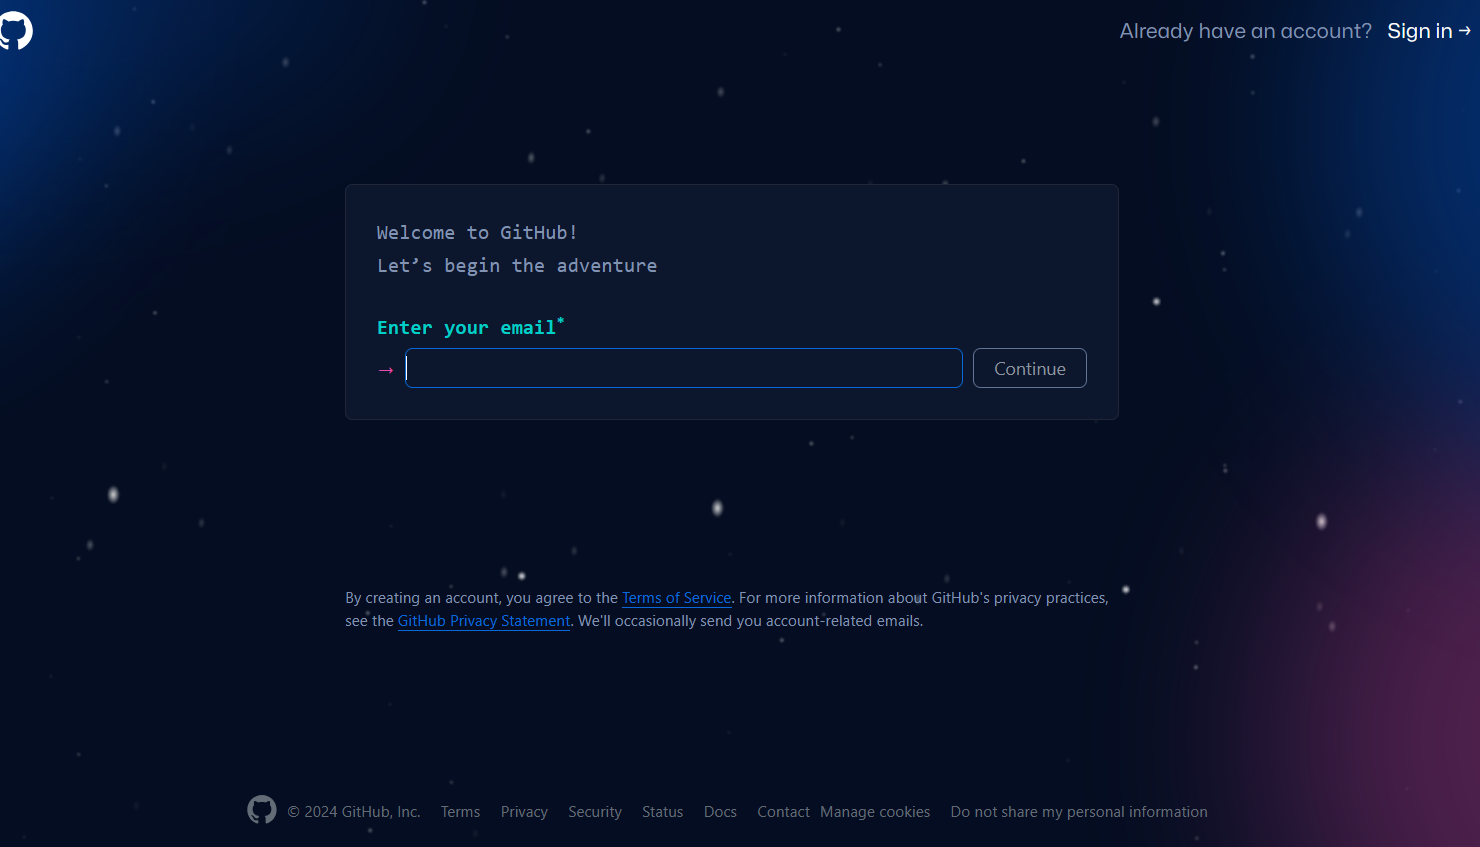 Already have an account? Sign in →
Welcome to GitHub!
Let’s begin the adventure
Enter your email*
→
Continue
By creating an account, you agree to the Terms of Service. For more information about GitHub's privacy practices,
see the GitHub Privacy Statement. We'll occasionally send you account-related emails.
© 2024 GitHub, Inc. Terms Privacy Security Status Docs Contact Manage cookies Do not share my personal information